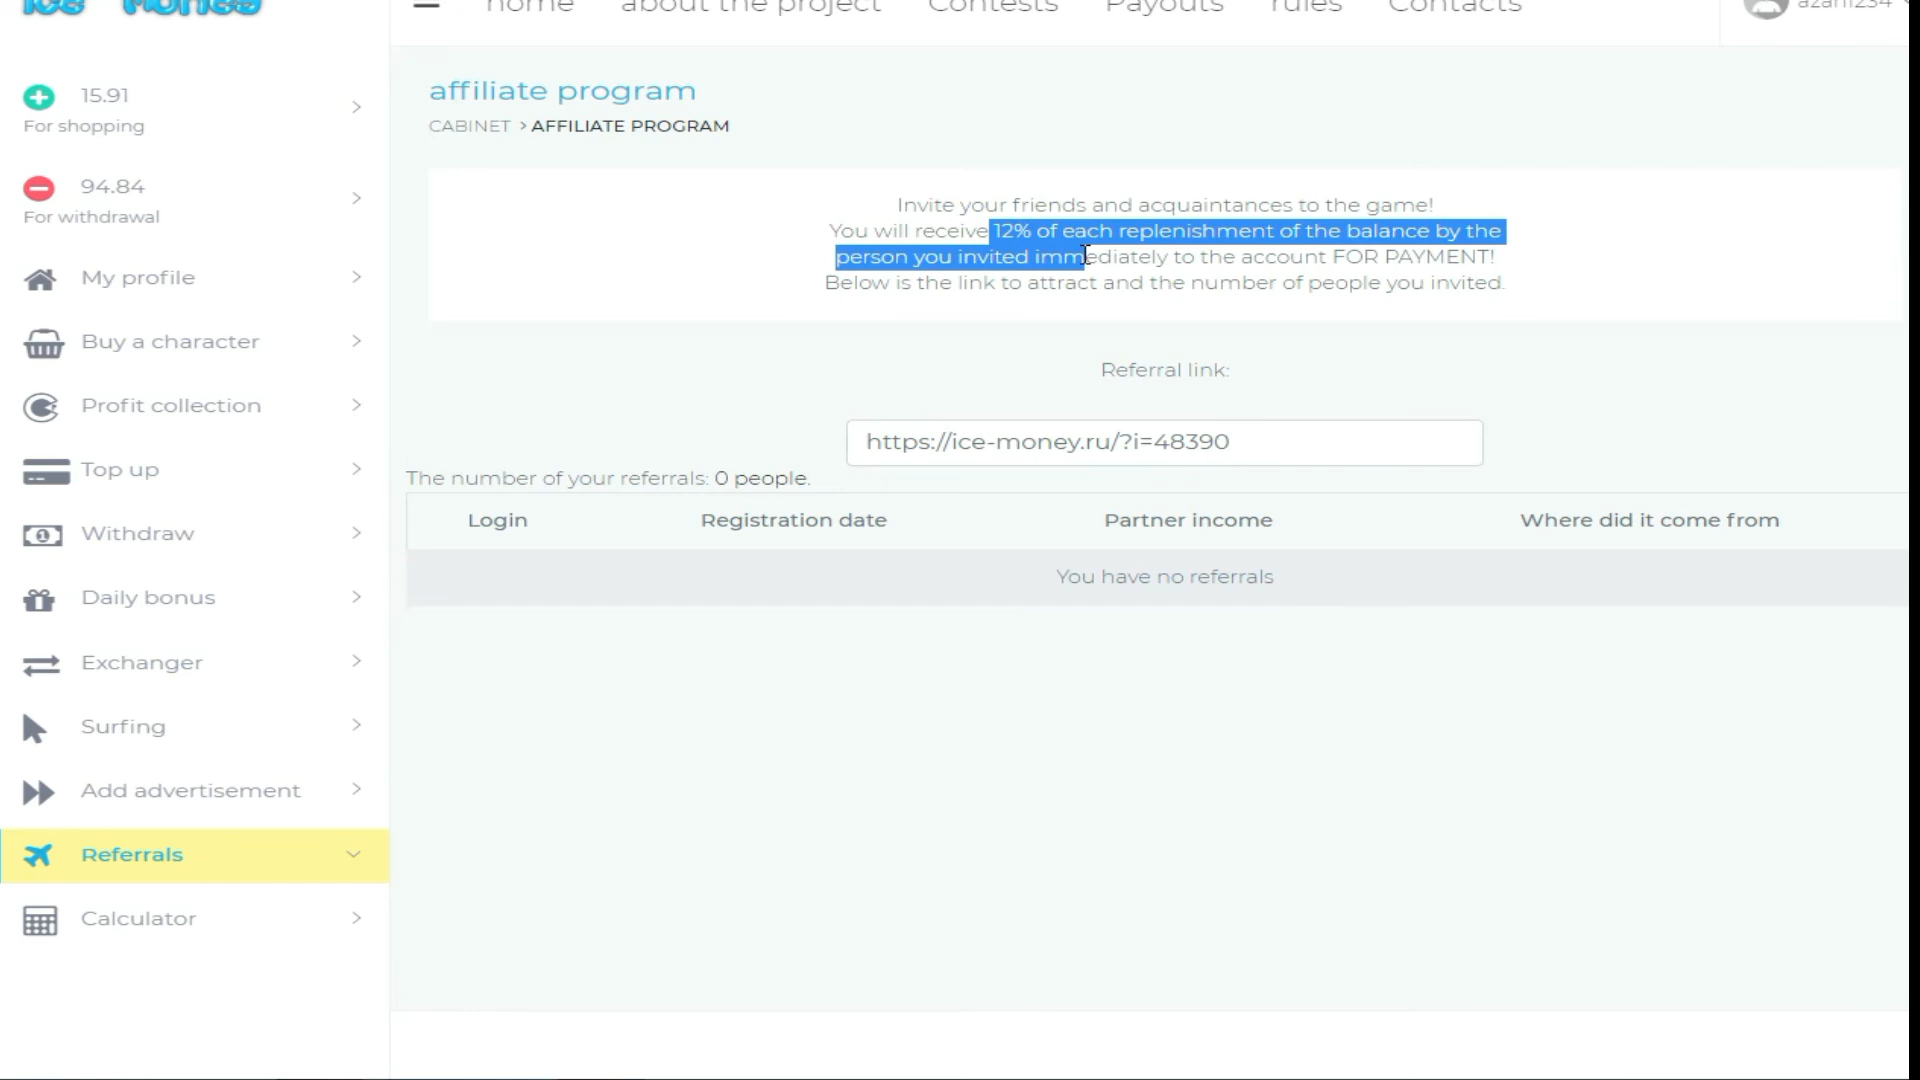 Ice Money
home about the project Contests Payouts rules Contacts
azan1234
15.91
For shopping
94.84
For withdrawal
My profile
Buy a character
Profit collection
Top up
Withdraw
Daily bonus
Exchanger
Surfing
Add advertisement
Referrals
Calculator
affiliate program
CABINET > AFFILIATE PROGRAM
Invite your friends and acquaintances to the game!
You will receive 12% of each replenishment of the balance by the
person you invited immediately to the account FOR PAYMENT!
Below is the link to attract and the number of people you invited.
Referral link:
https://ice-money.ru/?i=48390
The number of your referrals: 0 people.
Login Registration date Partner income Where did it come from
You have no referrals